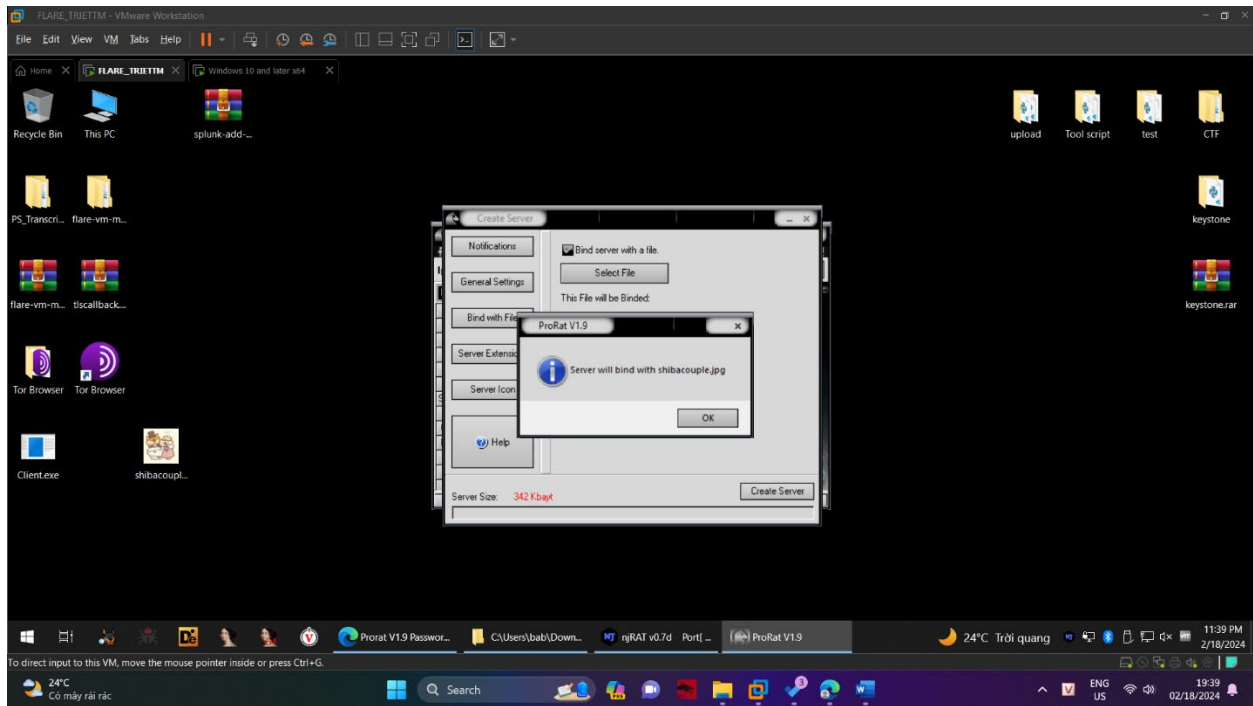 FLARE_TRIETTM - VMware Workstation
File Edit View VM Tabs Help
Home FLARE_TRIETTM Windows 10 and later x64
Recycle Bin This PC splunk-add-...
upload Tool script test CTF
PS_Transcri... flare-vm-m...
keystone
flare-vm-m... tlscallback....
keystone.rar
Tor Browser Tor Browser
Client.exe shibacoupl...
Create Server
Notifications
General Settings
Bind with File
Server Extensio
Server Icon
Help
Bind server with a file.
Select File
This File will be Binded:
ProRat V1.9
Server will bind with shibacouple.jpg
OK
Server Size: 342 Kbayt
Create Server
De Prorat V1.9 Passwor... C:\Users\bab\Down... NJ njRAT v0.7d Port[ ... ProRat V1.9
24°C Trời quang
11:39 PM
2/18/2024
To direct input to this VM, move the mouse pointer inside or press Ctrl+G.
24°C
Có mây rải rác
Search
ENG
US
19:39
02/18/2024